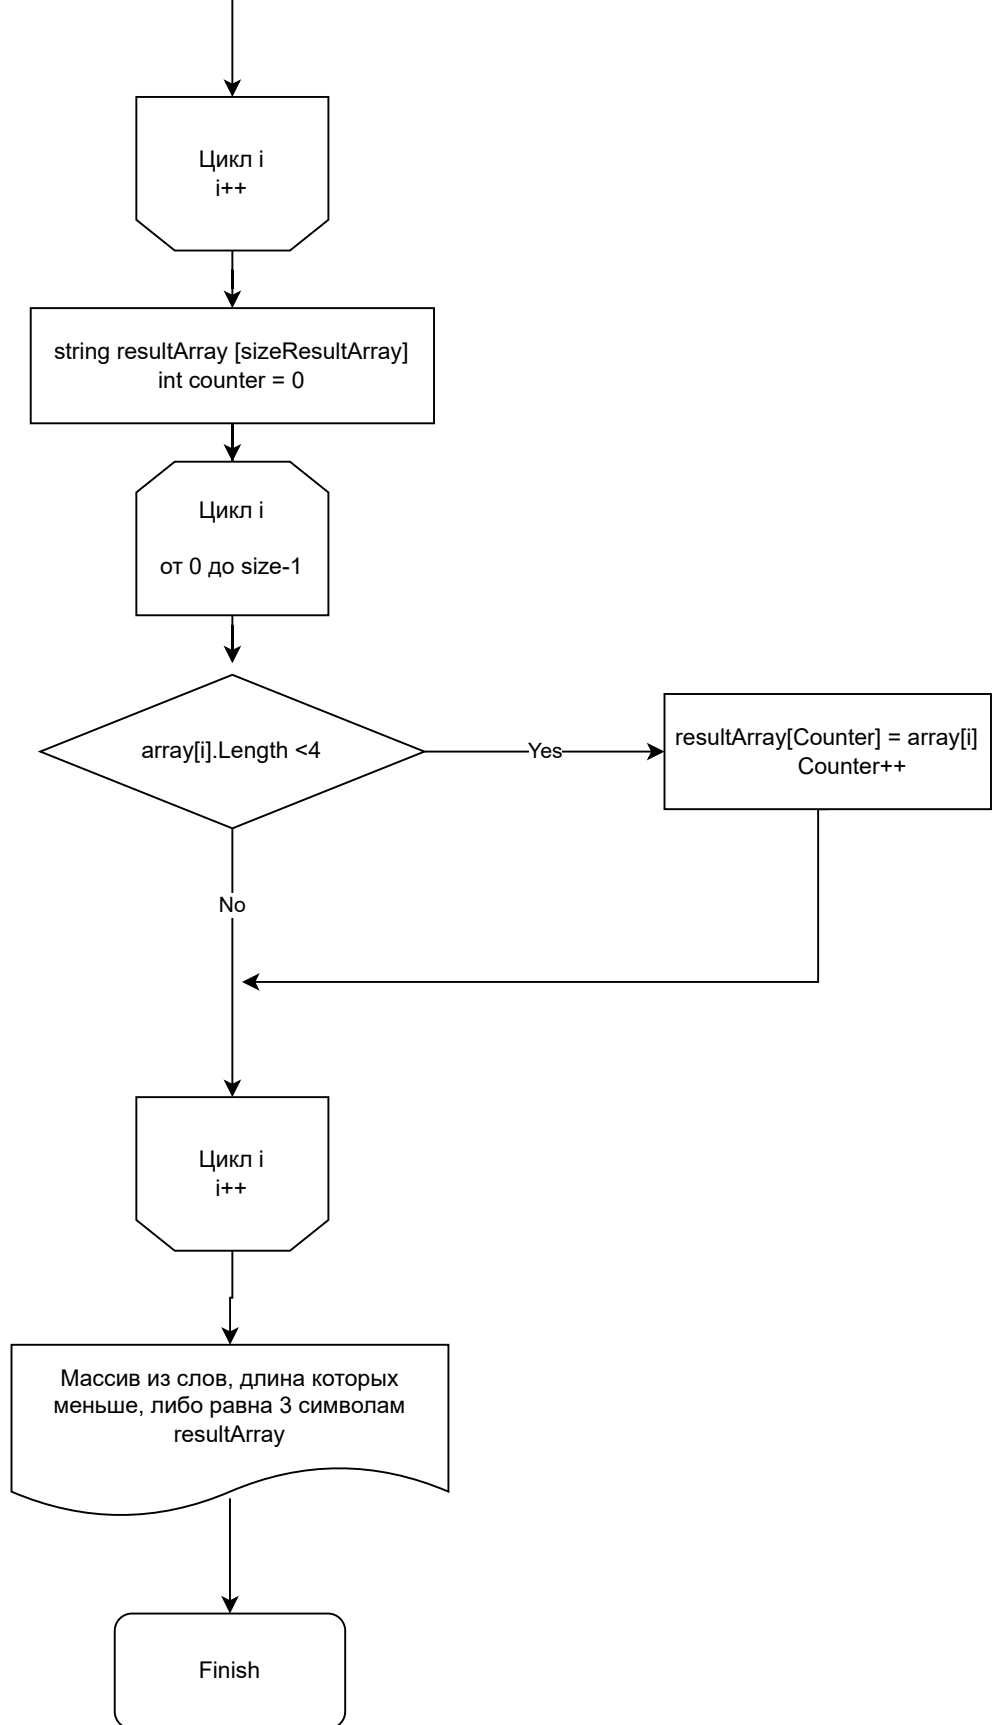 Цикл i
i++
string resultArray [sizeResultArray]
int counter = 0
Цикл i
от 0 до size-1
array[i].Length <4
Yes
resultArray[Counter] = array[i]
Counter++
No
Цикл i
i++
Массив из слов, длина которых
меньше, либо равна 3 символам
resultArray
Finish